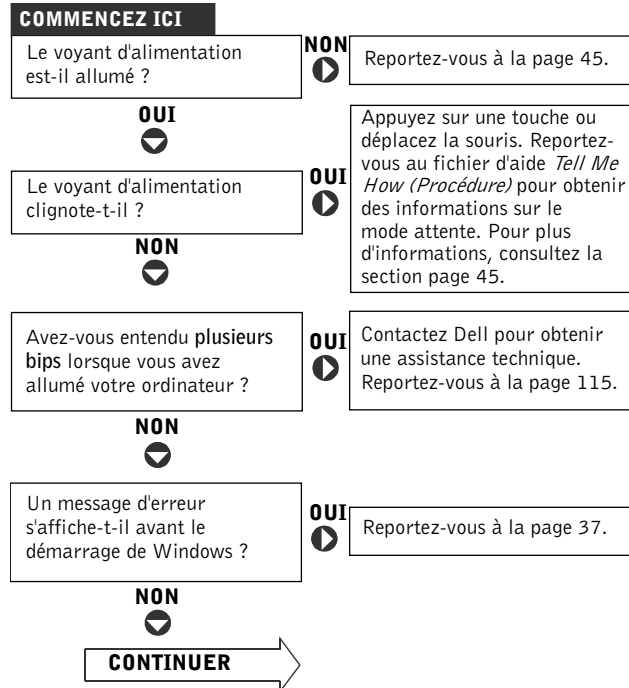 COMMENCEZ ICI
Le voyant d'alimentation
est-il allumé ?
NON
Reportez-vous à la page 45.
OUI
Le voyant d'alimentation
clignote-t-il ?
OUI
Appuyez sur une touche ou
déplacez la souris. Reportez-
vous au fichier d'aide Tell Me
How (Procédure) pour obtenir
des informations sur le
mode attente. Pour plus
d'informations, consultez la
section page 45.
NON
Avez-vous entendu plusieurs
bips lorsque vous avez
allumé votre ordinateur ?
OUI
Contactez Dell pour obtenir
une assistance technique.
Reportez-vous à la page 115.
NON
Un message d'erreur
s'affiche-t-il avant le
démarrage de Windows ?
OUI
Reportez-vous à la page 37.
NON
CONTINUER